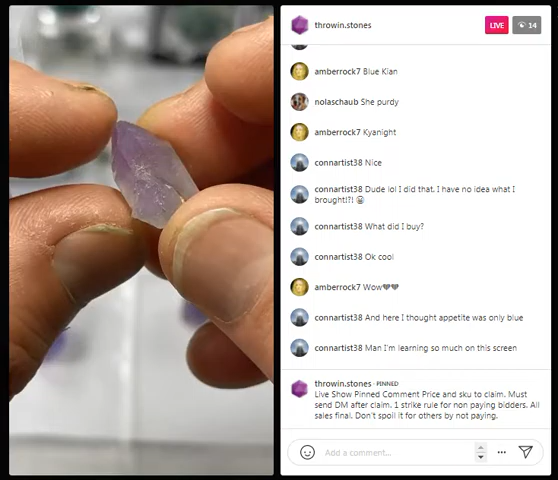 throwin.stones
LIVE
14
amberrock7 Blue Kian
nolaschaub She purdy
amberrock7 Kyanight
connartist38 Nice
connartist38 Dude lol I did that. I have no idea what I
brought!?! 😀
connartist38 What did I buy?
connartist38 Ok cool
amberrock7 Wow🖤🖤
connartist38 And here I thought appetite was only blue
connartist38 Man I'm learning so much on this screen
throwin.stones · PINNED
Live Show Pinned Comment Price and sku to claim. Must
send DM after claim. 1 strike rule for non paying bidders. All
sales final. Don't spoil it for others by not paying.
Add a comment...